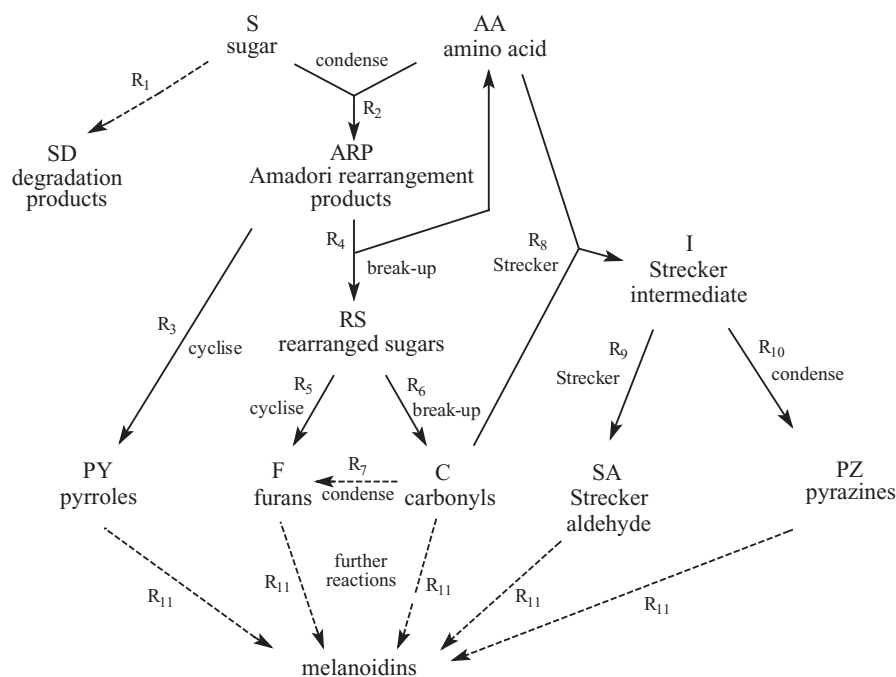 S
sugar
AA
amino acid
condense
R1
R2
SD
degradation
products
ARP
Amadori rearrangement
products
R4
break-up
R8
Strecker
I
Strecker
intermediate
R3
cyclise
RS
rearranged sugars
R9
Strecker
R10
condense
R5
cyclise
R6
break-up
PY
pyrroles
F
furans
R7
condense
C
carbonyls
SA
Strecker
aldehyde
PZ
pyrazines
further
reactions
R11
R11
R11
R11
R11
melanoidins